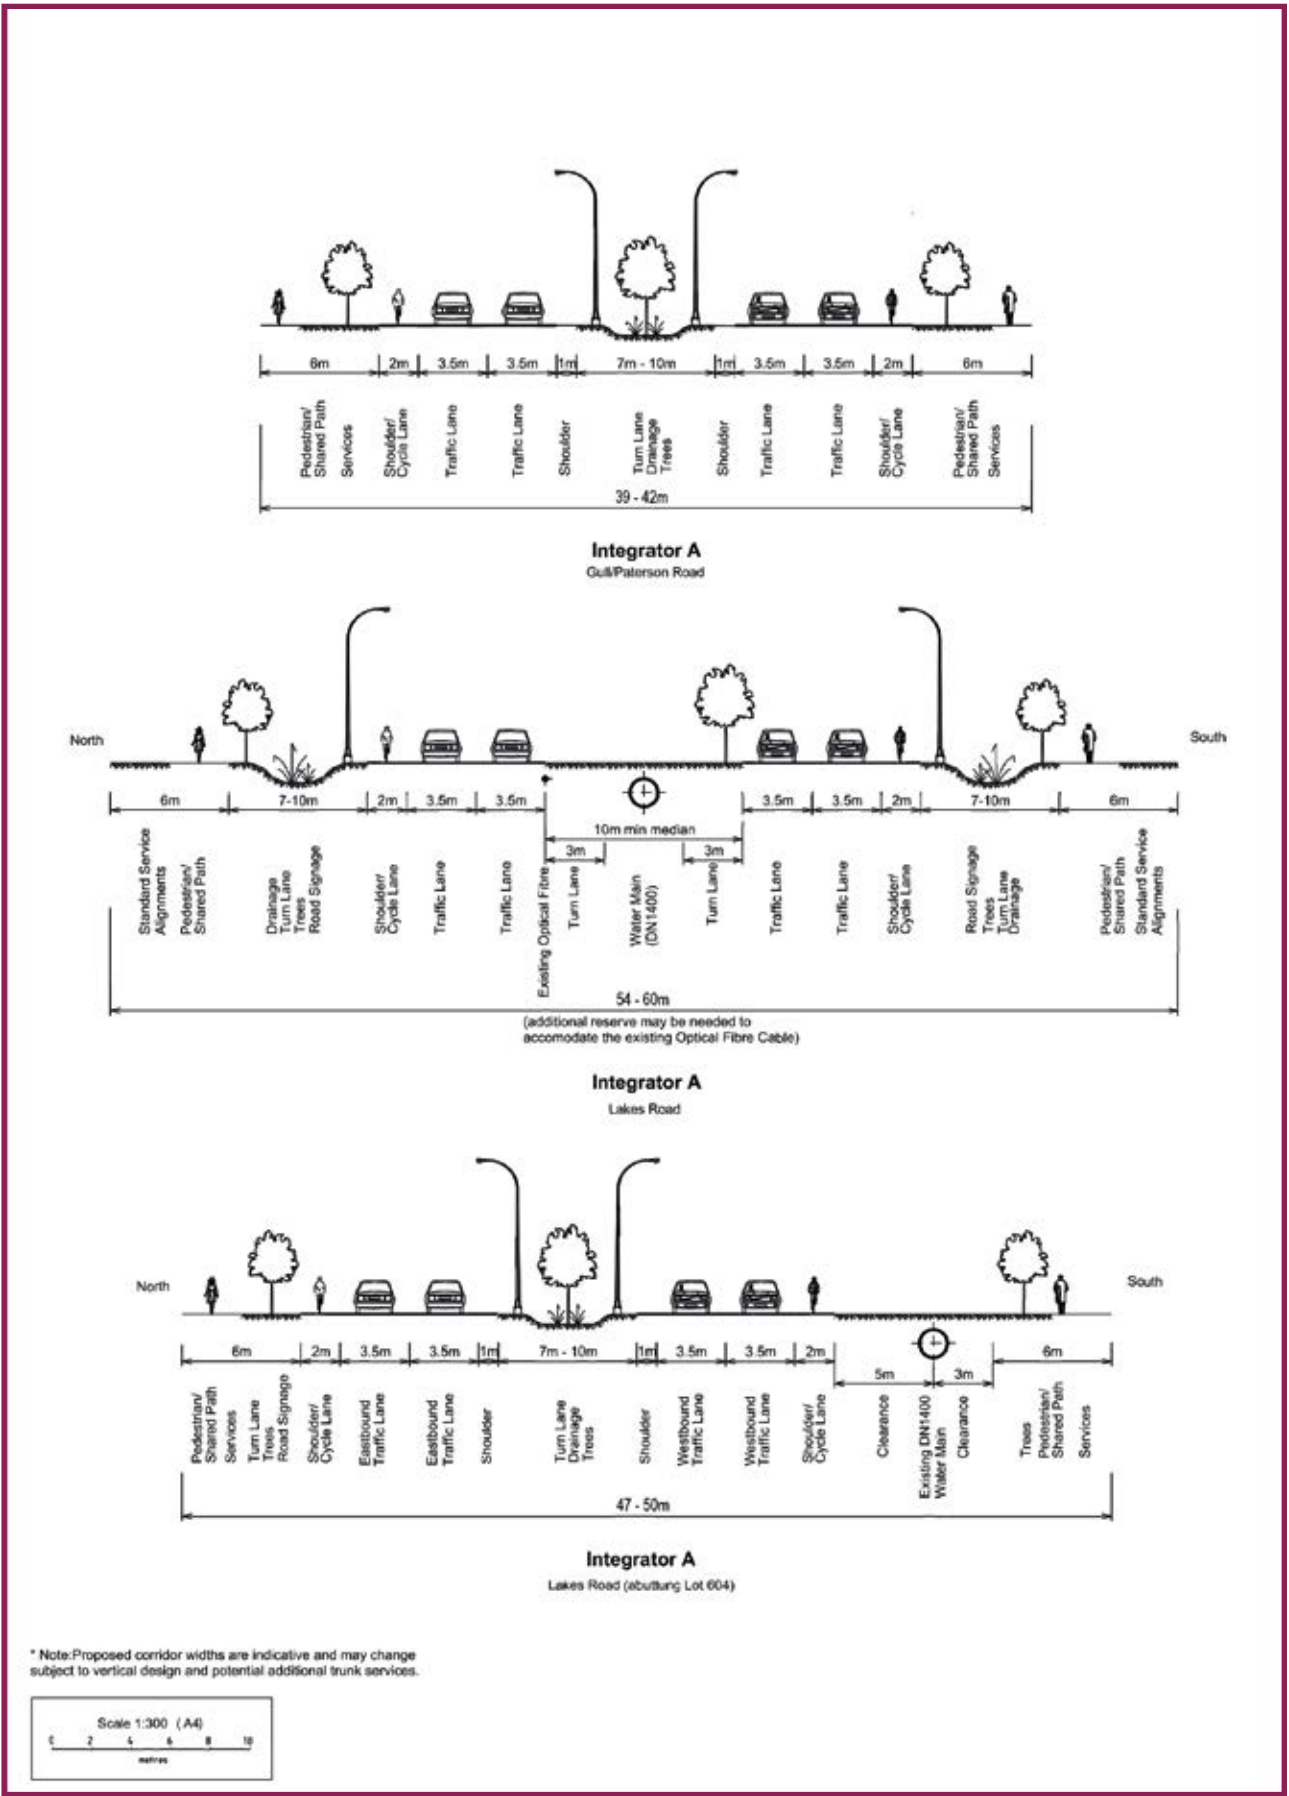 6m 2m 3.5m 3.5m 1m 7m - 10m 1m 3.5m 3.5m 2m 6m
Pedestrian/
Shared Path
Services
Shoulder/
Cycle Lane
Traffic Lane
Traffic Lane
Shoulder
Turn Lane
Drainage
Trees
Shoulder
Traffic Lane
Traffic Lane
Shoulder/
Cycle Lane
Pedestrian/
Shared Path
Services
39 - 42m
Integrator A
Gull/Paterson Road
North
South
6m 7-10m 2m 3.5m 3.5m 3.5m 3.5m 2m 7-10m 6m
10m min median
3m 3m
Standard Service
Alignments
Pedestrian/
Shared Path
Drainage
Turn Lane
Trees
Road Signage
Shoulder/
Cycle Lane
Traffic Lane
Traffic Lane
Existing Optical Fibre
Turn Lane
Water Main
(DN1400)
Turn Lane
Traffic Lane
Traffic Lane
Shoulder/
Cycle Lane
Road Signage
Trees
Turn Lane
Drainage
Pedestrian/
Shared Path
Standard Service
Alignments
54 - 60m
(additional reserve may be needed to
accomodate the existing Optical Fibre Cable)
Integrator A
Lakes Road
North
South
6m 2m 3.5m 3.5m 1m 7m - 10m 1m 3.5m 3.5m 2m 6m
5m 3m
Pedestrian/
Shared Path
Services
Turn Lane
Trees
Road Signage
Shoulder/
Cycle Lane
Eastbound
Traffic Lane
Eastbound
Traffic Lane
Shoulder
Turn Lane
Drainage
Trees
Shoulder
Westbound
Traffic Lane
Westbound
Traffic Lane
Shoulder/
Cycle Lane
Clearance
Existing DN1400
Water Main
Clearance
Trees
Pedestrian/
Shared Path
Services
47 - 50m
Integrator A
Lakes Road (abuttung Lot 604)
* Note:Proposed corridor widths are indicative and may change
subject to vertical design and potential additional trunk services.
Scale 1:300 (A4)
0 2 4 6 8 10
metres